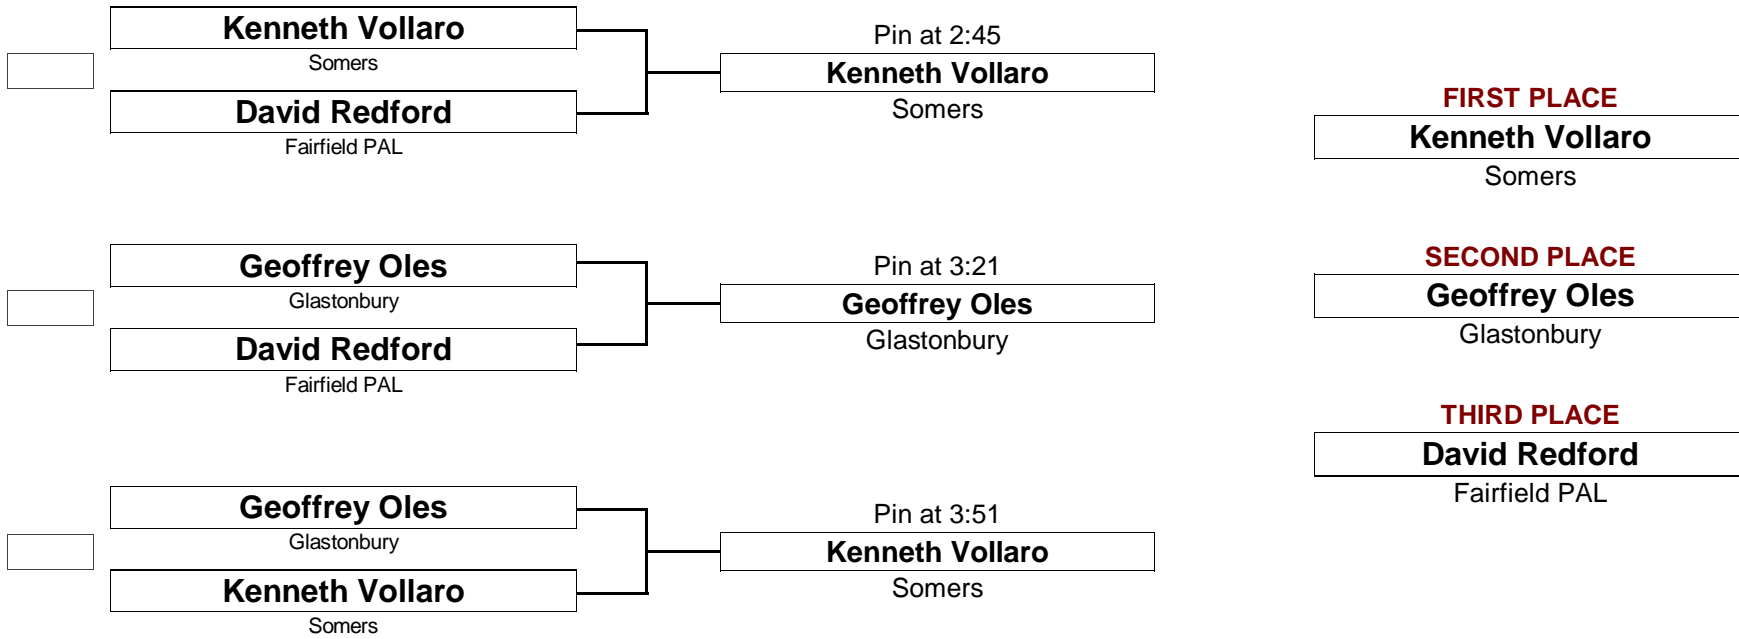 Kenneth Vollaro
Somers
David Redford
Fairfield PAL
Pin at 2:45
Kenneth Vollaro
Somers
Geoffrey Oles
Glastonbury
David Redford
Fairfield PAL
Pin at 3:21
Geoffrey Oles
Glastonbury
Geoffrey Oles
Glastonbury
Kenneth Vollaro
Somers
Pin at 3:51
Kenneth Vollaro
Somers
FIRST PLACE
Kenneth Vollaro
Somers
SECOND PLACE
Geoffrey Oles
Glastonbury
THIRD PLACE
David Redford
Fairfield PAL